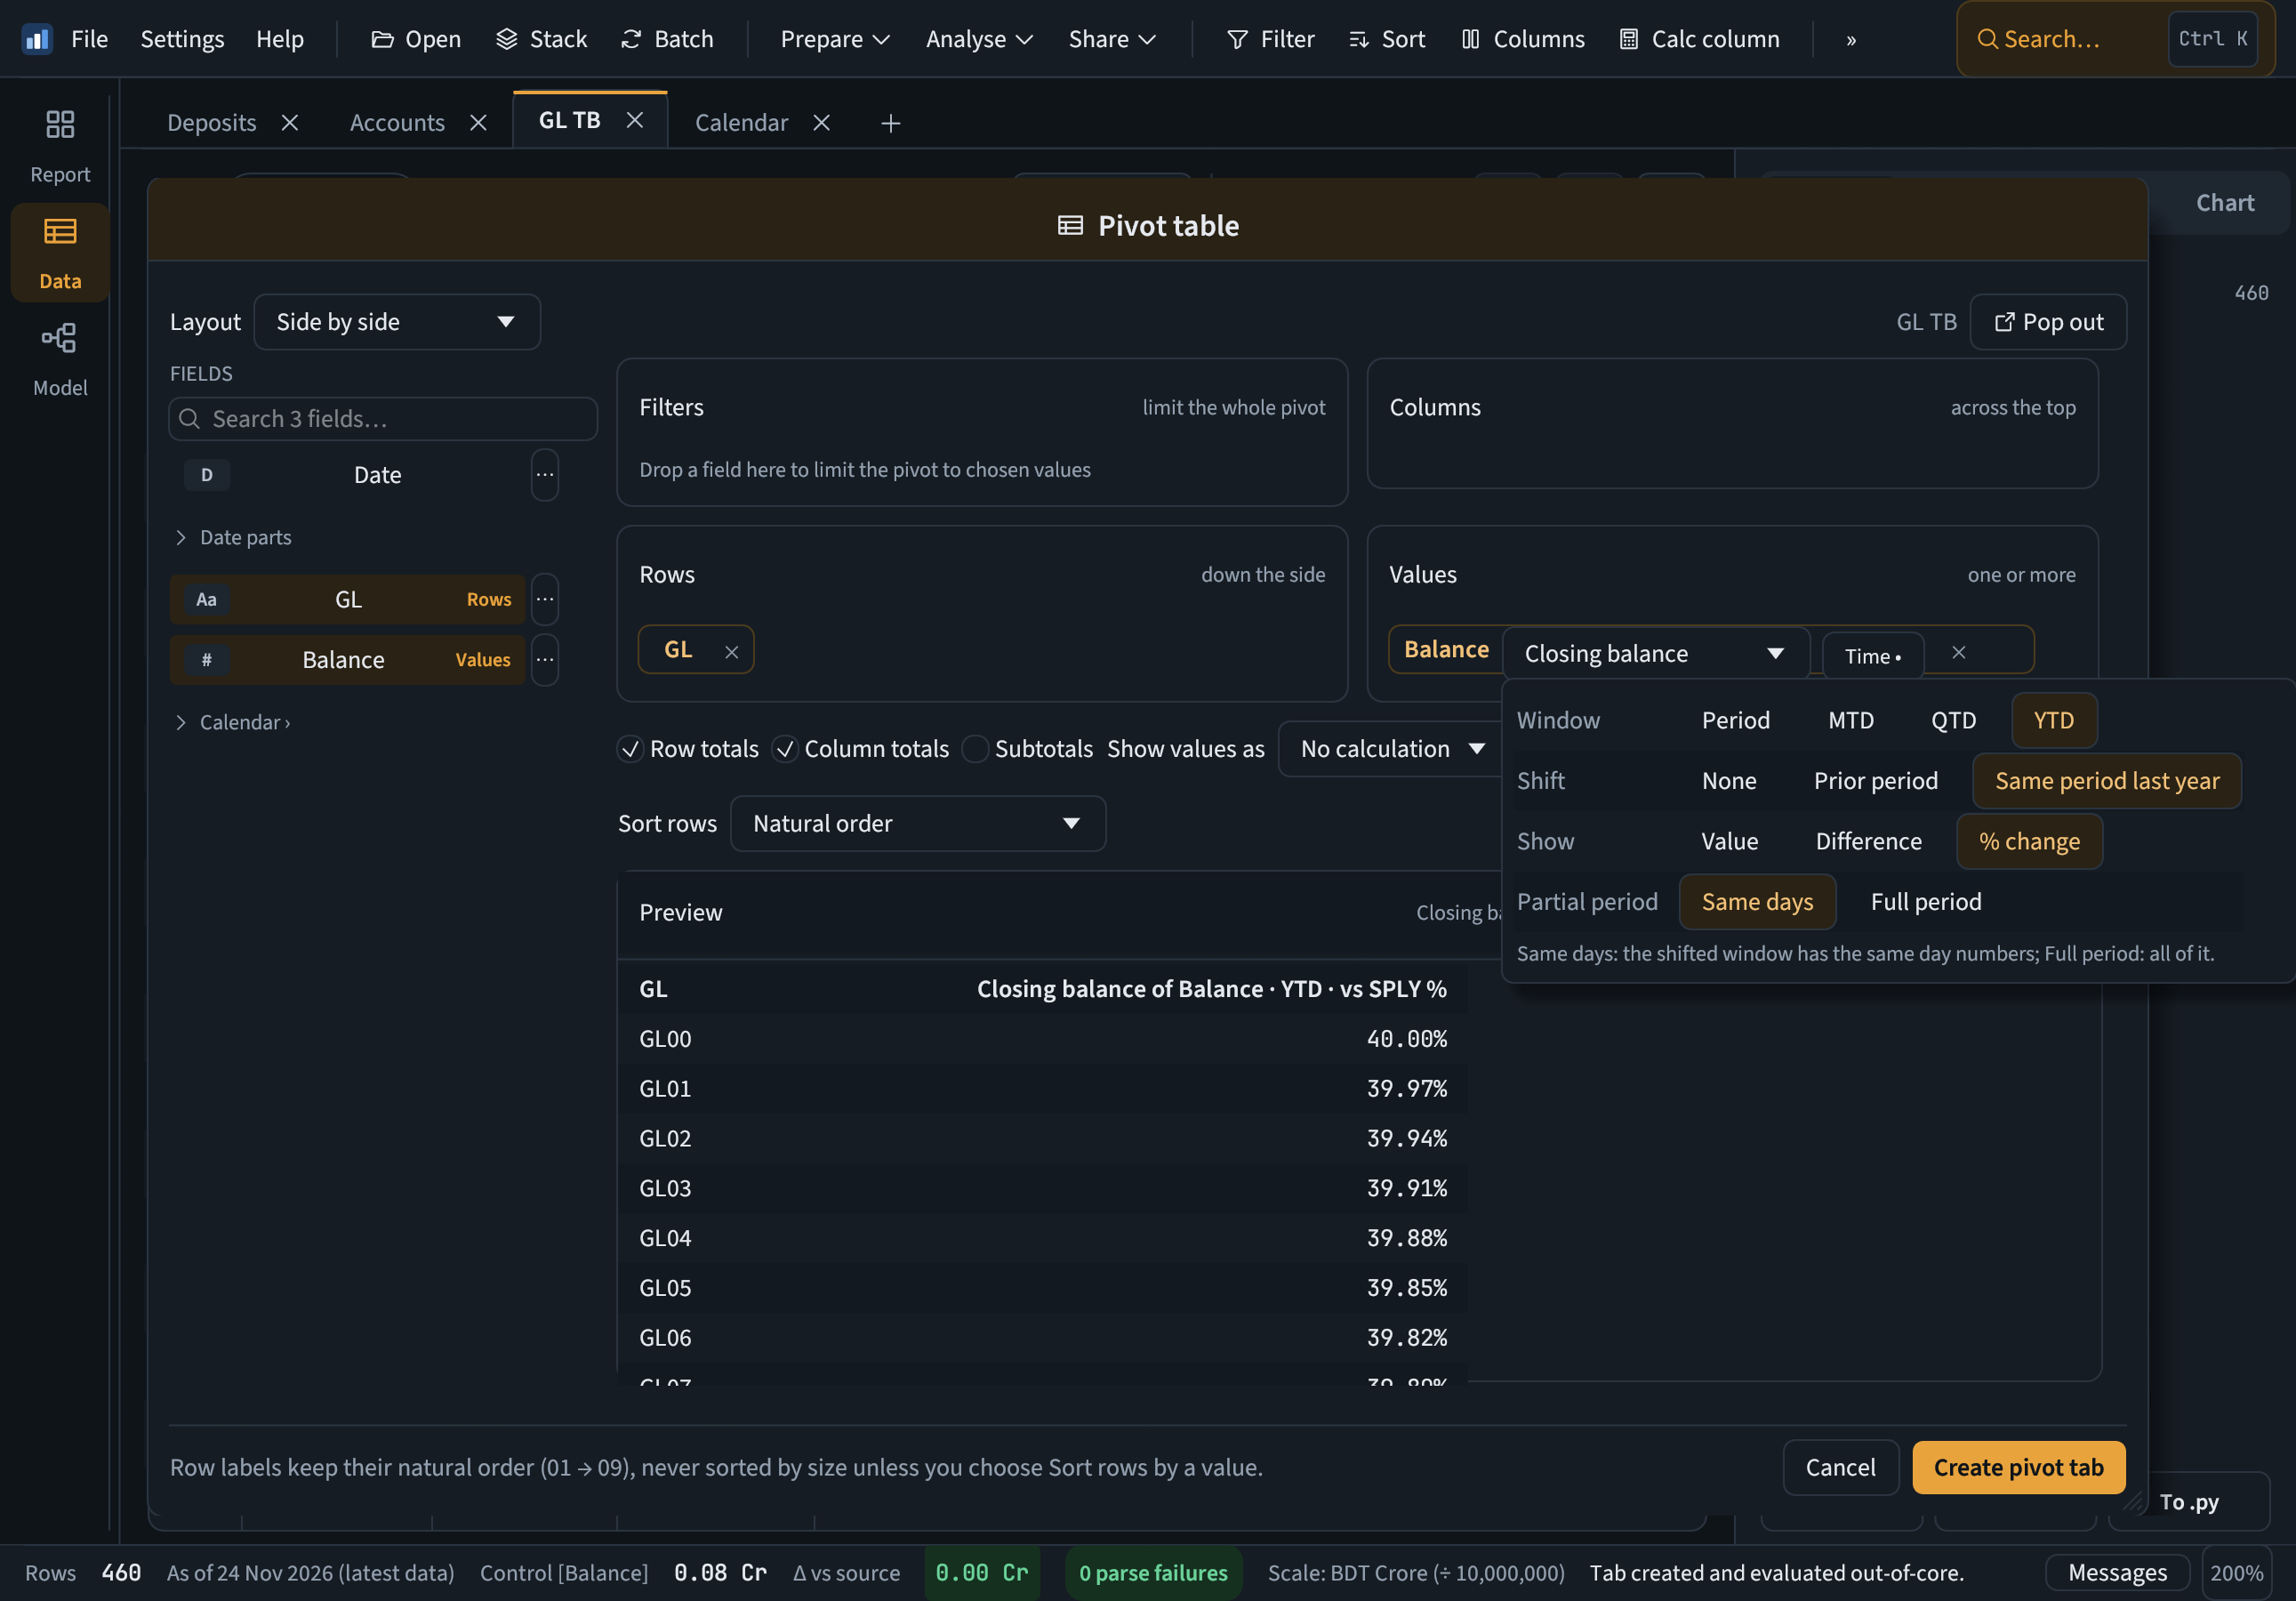 File Settings Help Open Stack Batch Prepare Analyse Share Filter Sort Columns Calc column » Search… Ctrl K
Deposits Accounts GL TB Calendar
Report
Data
Model
Chart
460
Pivot table
Layout Side by side GL TB Pop out
FIELDS
Search 3 fields…
D Date ...
Date parts
Aa GL Rows ...
# Balance Values ...
Calendar ›
Filters limit the whole pivot
Drop a field here to limit the pivot to chosen values
Columns across the top
Rows down the side
GL
Values one or more
Balance Closing balance Time •
Window Period MTD QTD YTD
Shift None Prior period Same period last year
Show Value Difference % change
Partial period Same days Full period
Same days: the shifted window has the same day numbers; Full period: all of it.
Row totals Column totals Subtotals Show values as No calculation
Sort rows Natural order
Preview Closing
GL Closing balance of Balance · YTD · vs SPLY %
GL00 40.00%
GL01 39.97%
GL02 39.94%
GL03 39.91%
GL04 39.88%
GL05 39.85%
GL06 39.82%
Row labels keep their natural order (01 → 09), never sorted by size unless you choose Sort rows by a value.
Cancel Create pivot tab
To .py
Rows 460 As of 24 Nov 2026 (latest data) Control [Balance] 0.08 Cr Δ vs source 0.00 Cr 0 parse failures Scale: BDT Crore (÷ 10,000,000) Tab created and evaluated out-of-core. Messages 200%